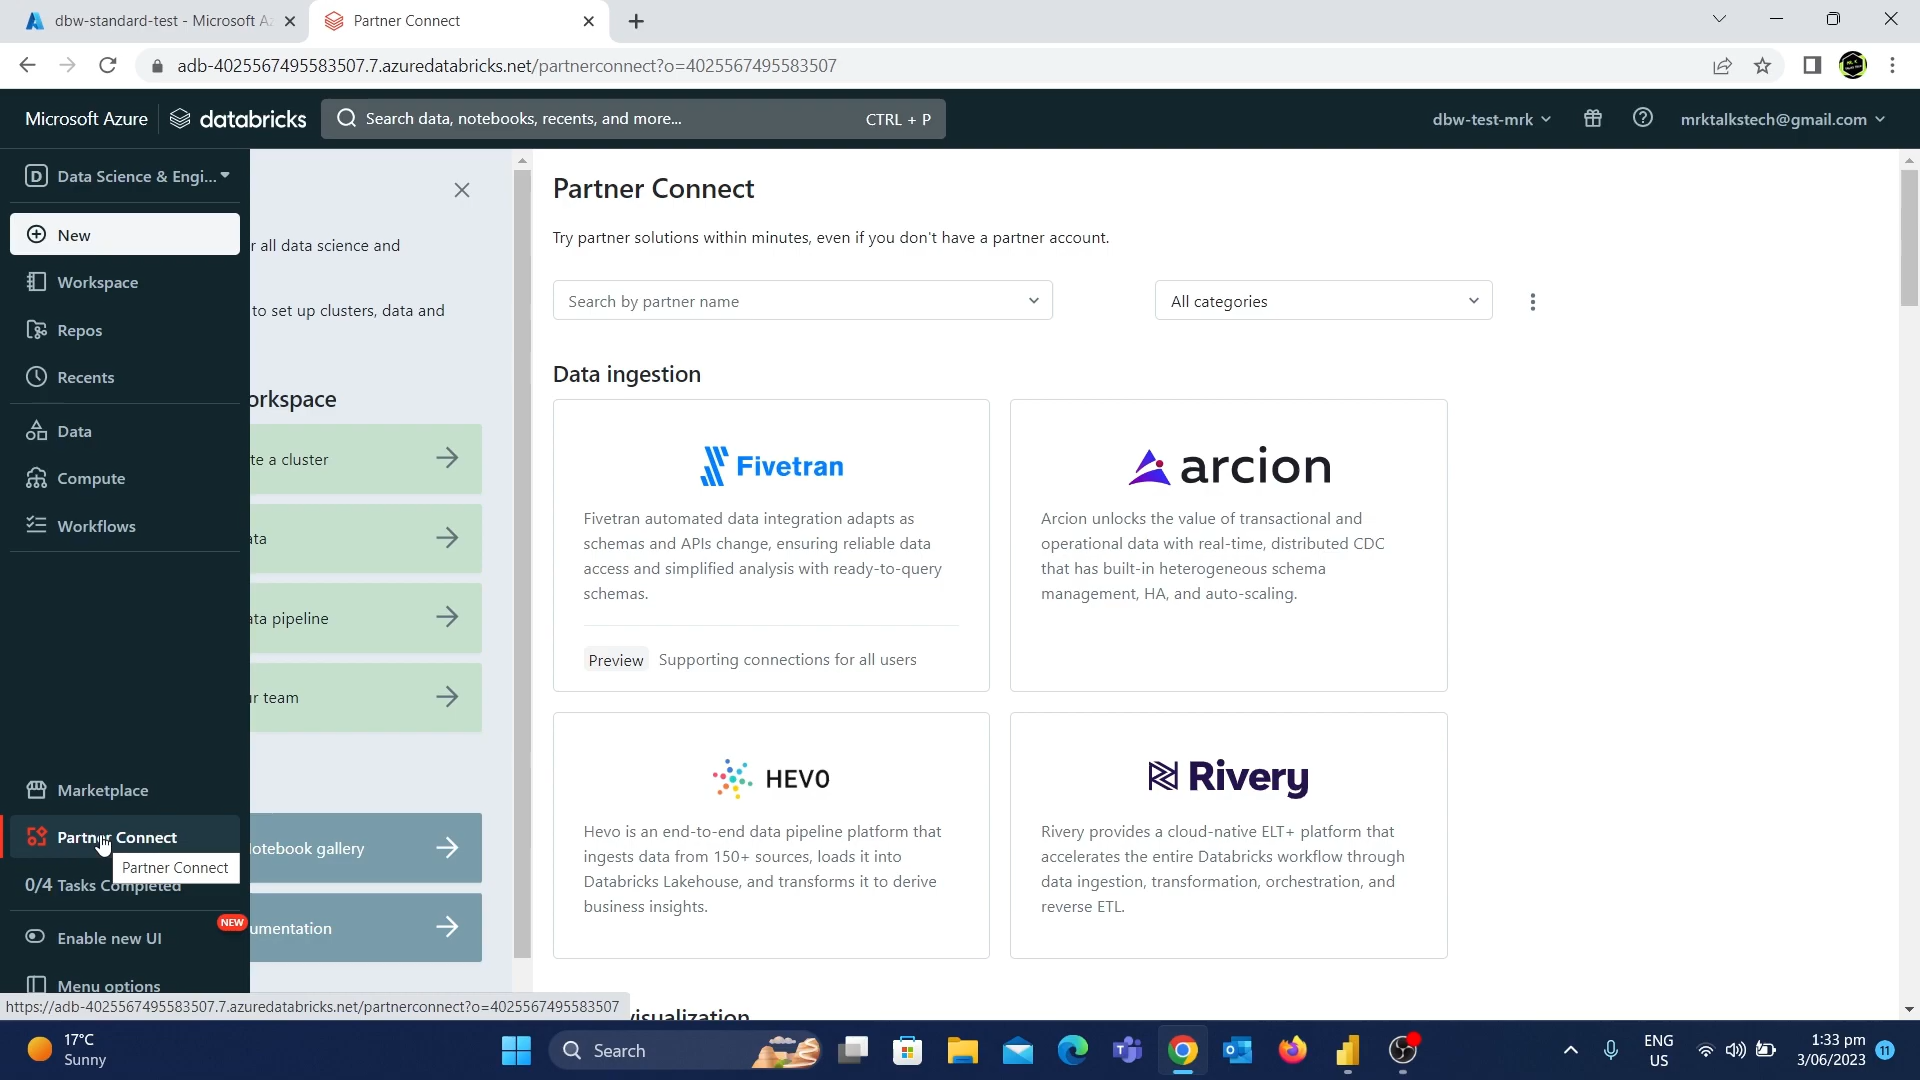 dbw-standard-test - Microsoft Az
Partner Connect
adb-4025567495583507.7.azuredatabricks.net/partnerconnect?o=4025567495583507
Microsoft Azure
databricks
Search data, notebooks, recents, and more...
CTRL + P
dbw-test-mrk
mrktalkstech@gmail.com
D
Data Science & Engi...
New
Workspace
Repos
Recents
Data
Compute
Workflows
Marketplace
Partner Connect
Partner Connect
0/4 Tasks Completed
NEW
Enable new UI
Menu options
r all data science and
to set up clusters, data and
orkspace
te a cluster
ata
ata pipeline
ur team
otebook gallery
umentation
Partner Connect
Try partner solutions within minutes, even if you don't have a partner account.
Search by partner name
All categories
Data ingestion
Fivetran
Fivetran automated data integration adapts as
schemas and APIs change, ensuring reliable data
access and simplified analysis with ready-to-query
schemas.
Preview
Supporting connections for all users
arcion
Arcion unlocks the value of transactional and
operational data with real-time, distributed CDC
that has built-in heterogeneous schema
management, HA, and auto-scaling.
HEVO
Hevo is an end-to-end data pipeline platform that
ingests data from 150+ sources, loads it into
Databricks Lakehouse, and transforms it to derive
business insights.
Rivery
Rivery provides a cloud-native ELT+ platform that
accelerates the entire Databricks workflow through
data ingestion, transformation, orchestration, and
reverse ETL.
visualization
https://adb-4025567495583507.7.azuredatabricks.net/partnerconnect?o=4025567495583507
17°C
Sunny
Search
ENG
US
1:33 pm
3/06/2023
11